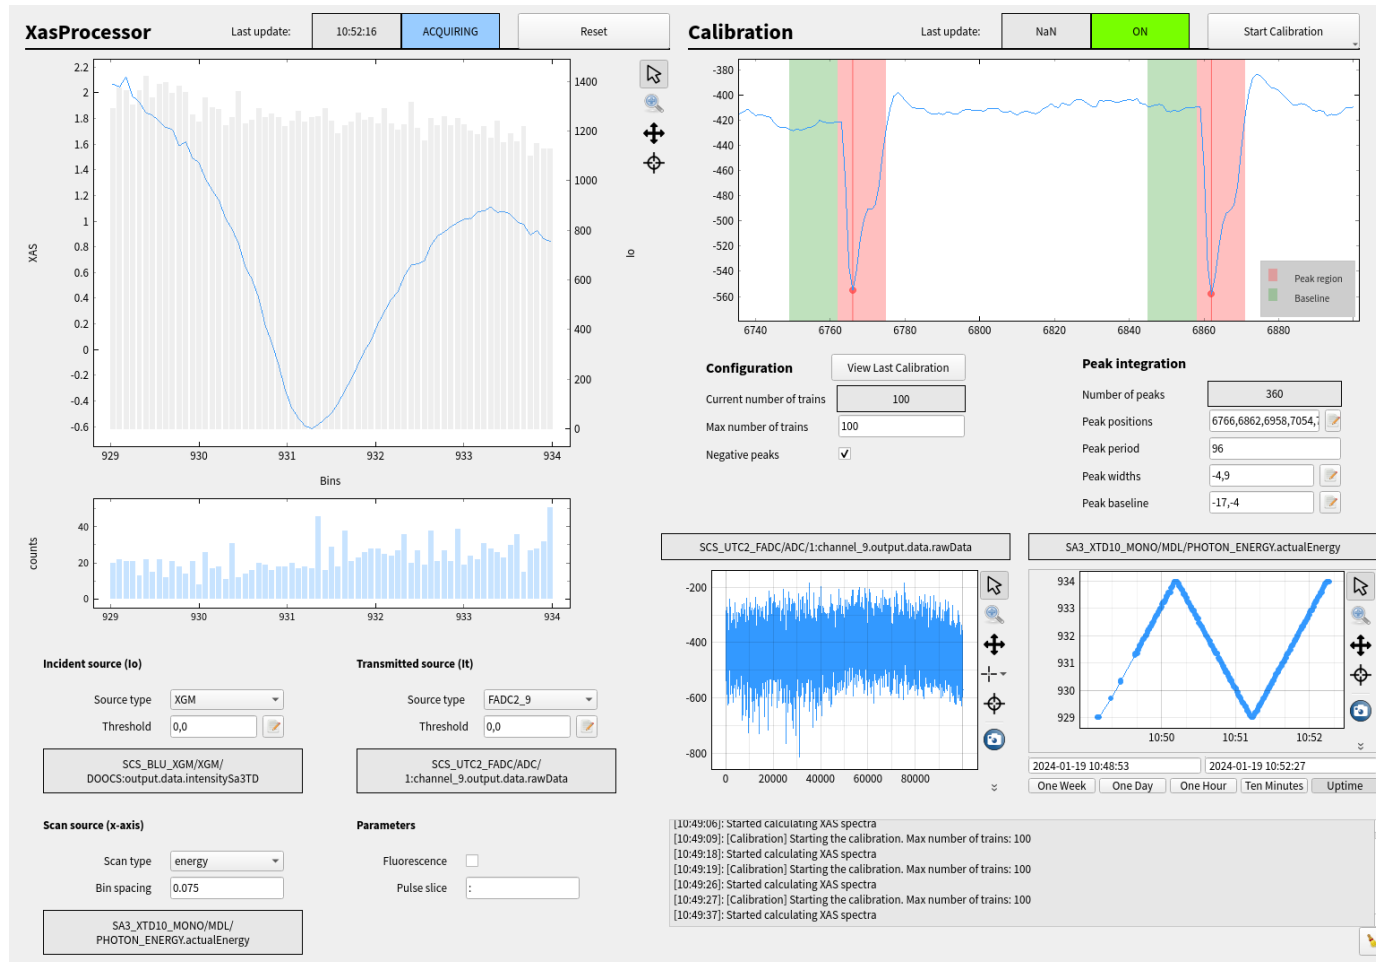 XasProcessor
Last update:
10:52:16
ACQUIRING
Reset
2.2
2
1.8
1.6
1.4
1.2
1
0.8
0.6
0.4
0.2
0
-0.2
-0.4
-0.6
XAS
1400
1200
1000
800
600
400
200
0
Io
929
930
931
932
933
934
Bins
40
20
0
counts
929
930
931
932
933
934
Incident source (Io)
Source type
XGM
Threshold
0,0
SCS_BLU_XGM/XGM/
DOOCS:output.data.intensitySa3TD
Transmitted source (It)
Source type
FADC2_9
Threshold
0,0
SCS_UTC2_FADC/ADC/
1:channel_9.output.data.rawData
Scan source (x-axis)
Scan type
energy
Bin spacing
0.075
SA3_XTD10_MONO/MDL/
PHOTON_ENERGY.actualEnergy
Parameters
Fluorescence
Pulse slice
:
Calibration
Last update:
NaN
ON
Start Calibration
-380
-400
-420
-440
-460
-480
-500
-520
-540
-560
6740
6760
6780
6800
6820
6840
6860
6880
Peak region
Baseline
Configuration
View Last Calibration
Current number of trains
100
Max number of trains
100
Negative peaks
Peak integration
Number of peaks
360
Peak positions
6766,6862,6958,7054,
Peak period
96
Peak widths
-4,9
Peak baseline
-17,-4
SCS_UTC2_FADC/ADC/1:channel_9.output.data.rawData
-200
-400
-600
-800
0
20000
40000
60000
80000
SA3_XTD10_MONO/MDL/PHOTON_ENERGY.actualEnergy
934
933
932
931
930
929
10:50
10:51
10:52
2024-01-19 10:48:53
2024-01-19 10:52:27
One Week
One Day
One Hour
Ten Minutes
Uptime
[10:49:06]: Started calculating XAS spectra
[10:49:09]: [Calibration] Starting the calibration. Max number of trains: 100
[10:49:18]: Started calculating XAS spectra
[10:49:19]: [Calibration] Starting the calibration. Max number of trains: 100
[10:49:26]: Started calculating XAS spectra
[10:49:27]: [Calibration] Starting the calibration. Max number of trains: 100
[10:49:37]: Started calculating XAS spectra